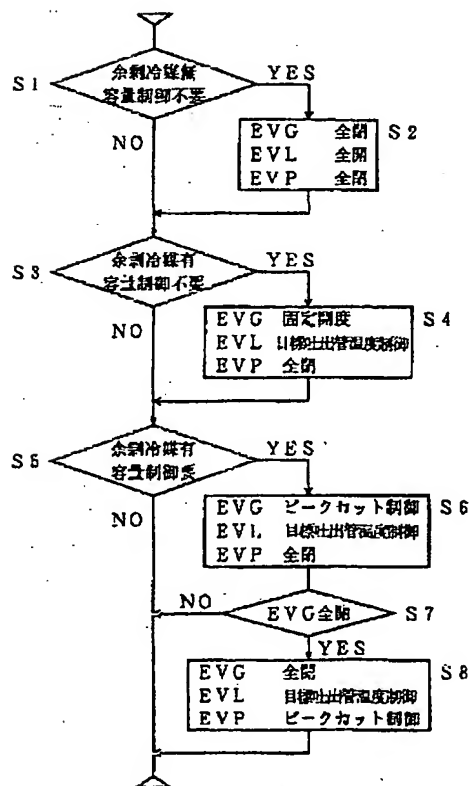 S1
余剰冷媒無
容量制御不要
YES
NO
EVG 全閉 S2
EVL 全開
EVP 全閉
S3
余剰冷媒有
容量制御不要
YES
NO
EVG 固定開度 S4
EVL 目標吐出管温度制御
EVP 全閉
S5
余剰冷媒有
容量制御要
YES
NO
EVG ピークカット制御 S6
EVL 目標吐出管温度制御
EVP 全閉
NO
EVG全開 S7
YES
EVG 全開 S8
EVL 目標吐出管温度制御
EVP ピークカット制御